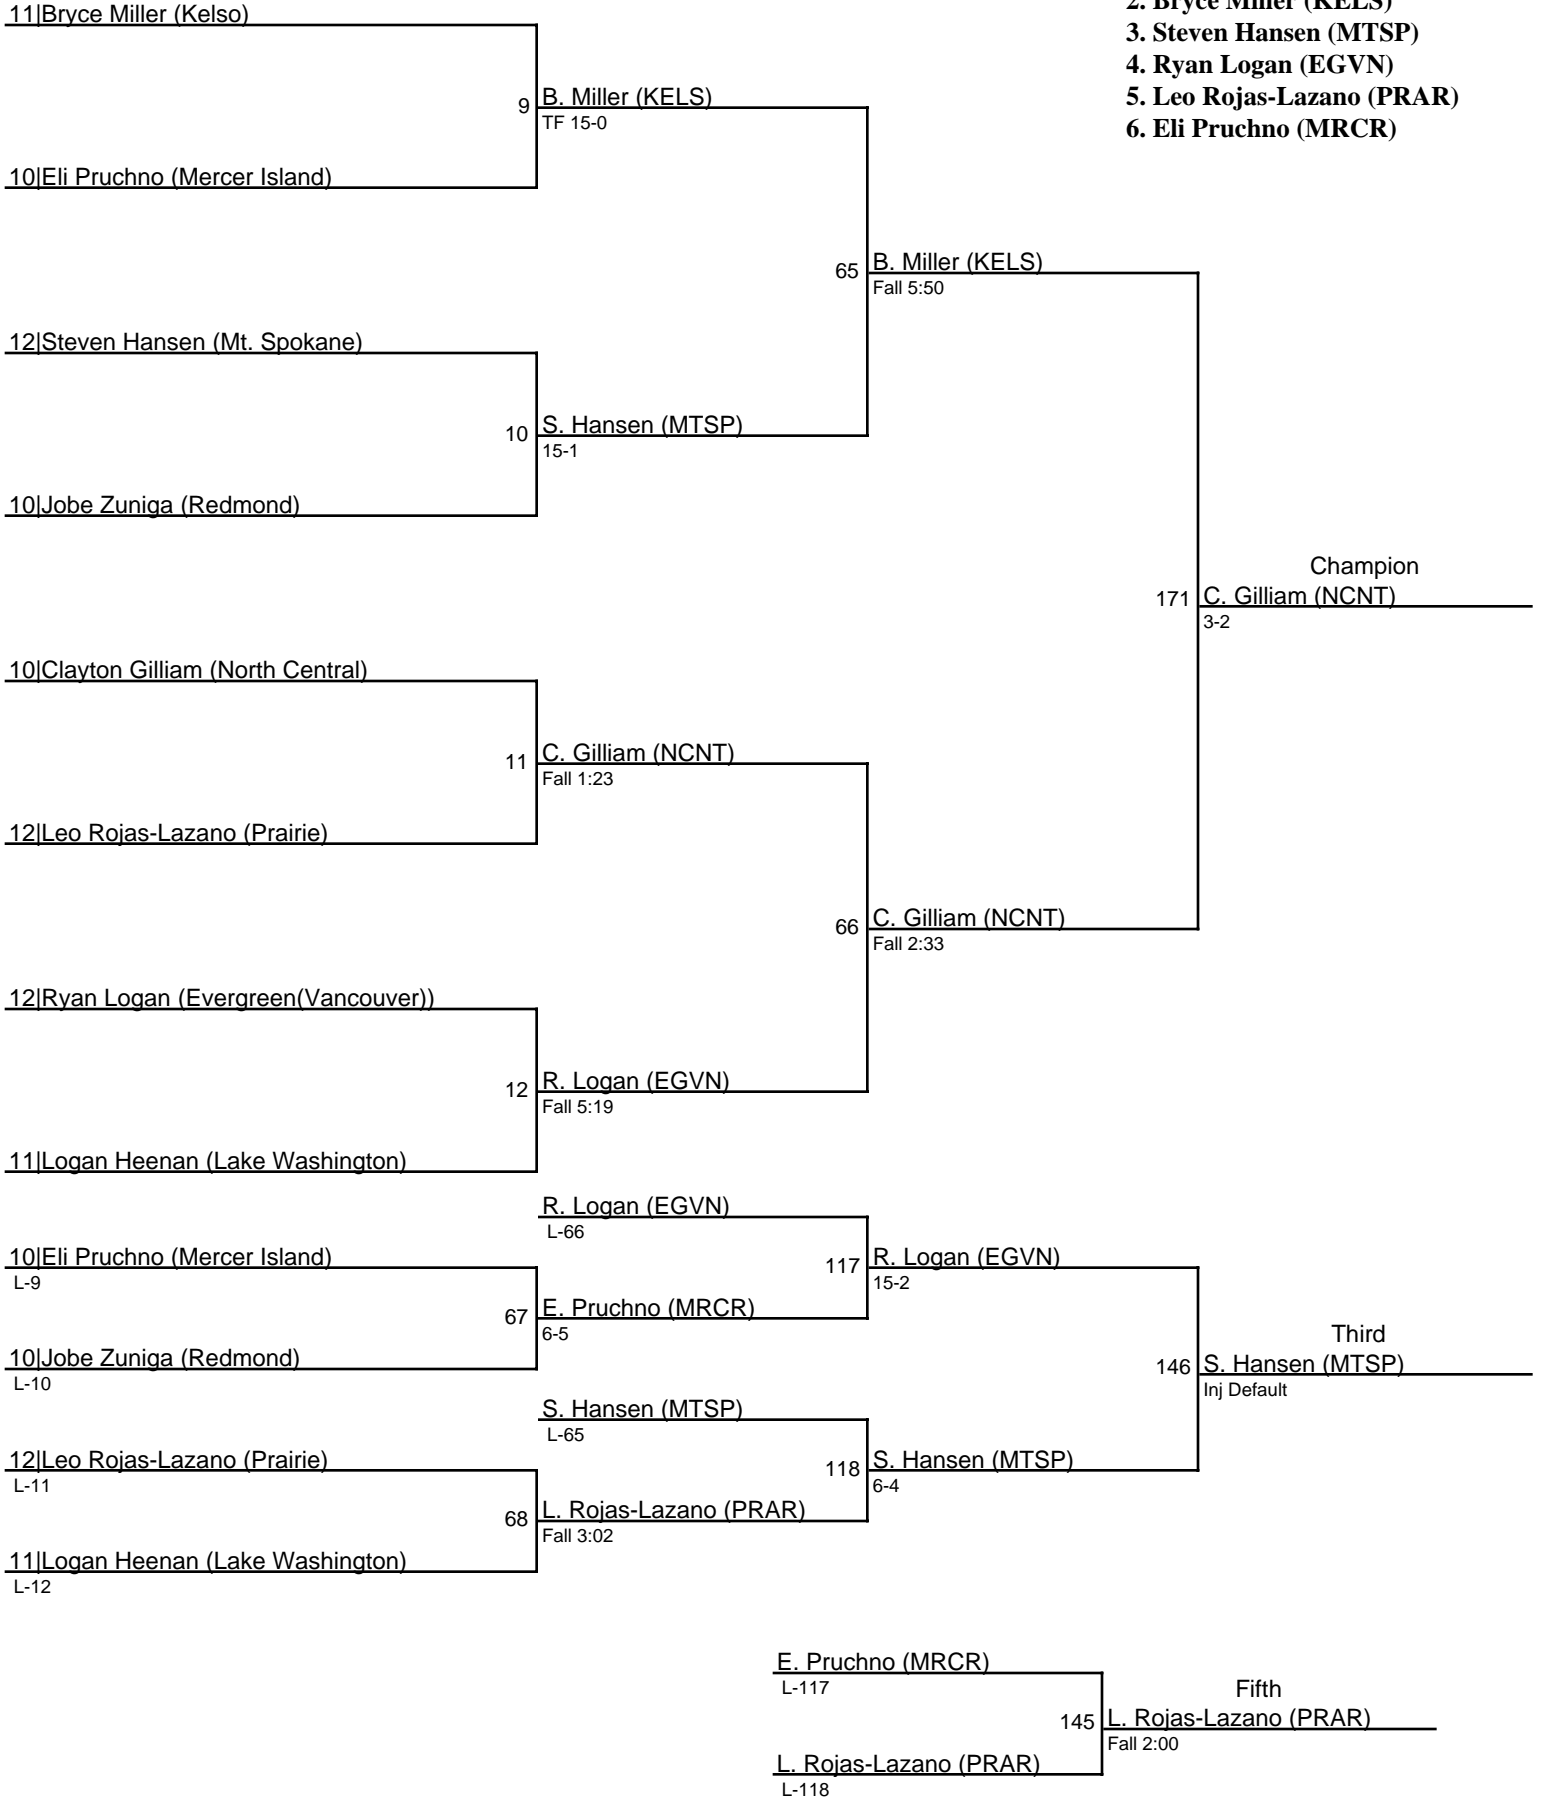 2. Bryce Miller (KELS)
3. Steven Hansen (MTSP)
4. Ryan Logan (EGVN)
5. Leo Rojas-Lazano (PRAR)
6. Eli Pruchno (MRCR)
11|Bryce Miller (Kelso)
9 B. Miller (KELS)
TF 15-0
10|Eli Pruchno (Mercer Island)
65 B. Miller (KELS)
Fall 5:50
12|Steven Hansen (Mt. Spokane)
10 S. Hansen (MTSP)
15-1
10|Jobe Zuniga (Redmond)
Champion
171 C. Gilliam (NCNT)
3-2
10|Clayton Gilliam (North Central)
11 C. Gilliam (NCNT)
Fall 1:23
12|Leo Rojas-Lazano (Prairie)
66 C. Gilliam (NCNT)
Fall 2:33
12|Ryan Logan (Evergreen(Vancouver))
12 R. Logan (EGVN)
Fall 5:19
11|Logan Heenan (Lake Washington)
R. Logan (EGVN)
L-66
10|Eli Pruchno (Mercer Island)
L-9
117 R. Logan (EGVN)
15-2
67 E. Pruchno (MRCR)
6-5
10|Jobe Zuniga (Redmond)
L-10
Third
146 S. Hansen (MTSP)
Inj Default
S. Hansen (MTSP)
L-65
12|Leo Rojas-Lazano (Prairie)
L-11
118 S. Hansen (MTSP)
6-4
68 L. Rojas-Lazano (PRAR)
Fall 3:02
11|Logan Heenan (Lake Washington)
L-12
E. Pruchno (MRCR)
L-117
Fifth
145 L. Rojas-Lazano (PRAR)
Fall 2:00
L. Rojas-Lazano (PRAR)
L-118